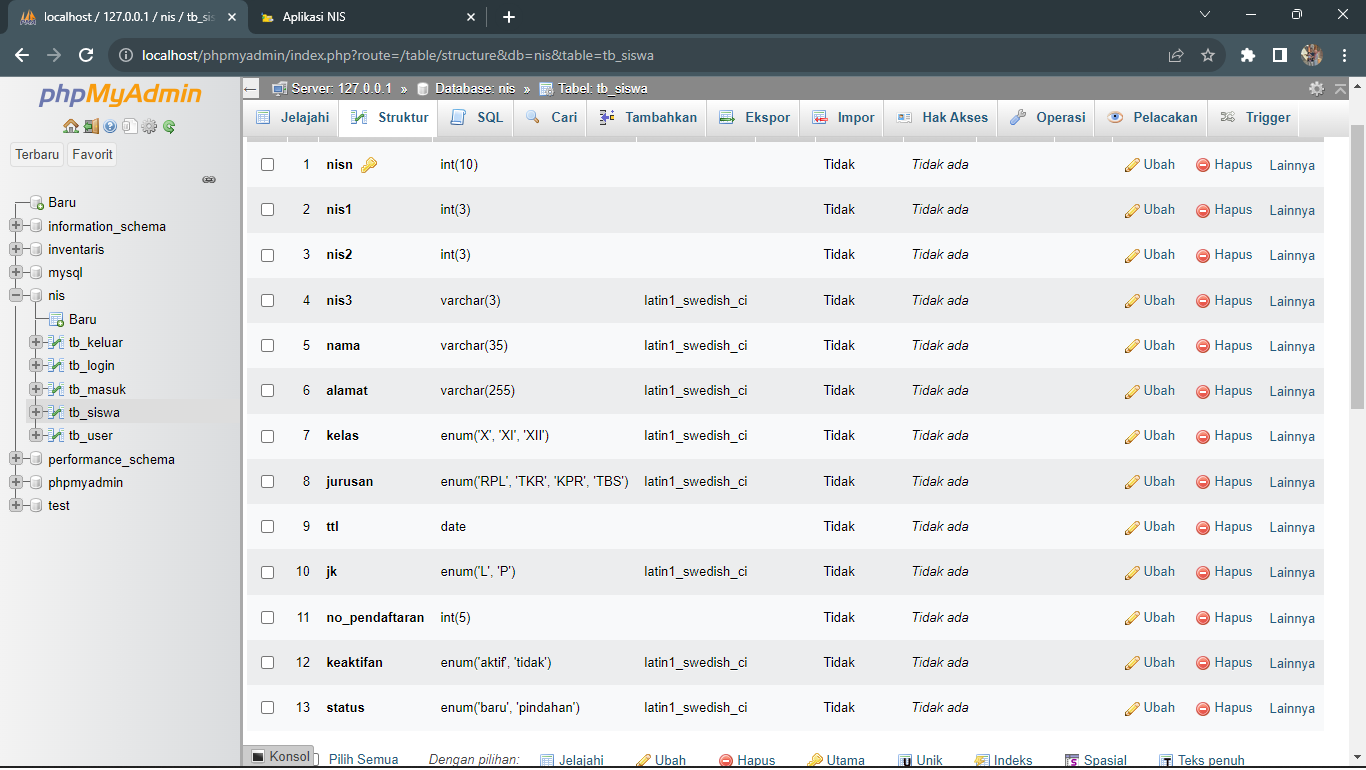 localhost / 127.0.0.1 / nis / tb_sis
Aplikasi NIS
localhost/phpmyadmin/index.php?route=/table/structure&db=nis&table=tb_siswa
phpMyAdmin
Terbaru Favorit
Baru
information_schema
inventaris
mysql
nis
Baru
tb_keluar
tb_login
tb_masuk
tb_siswa
tb_user
performance_schema
phpmyadmin
test
Server: 127.0.0.1 » Database: nis » Tabel: tb_siswa
Jelajahi Struktur SQL Cari Tambahkan Ekspor Impor Hak Akses Operasi Pelacakan Trigger
1 nisn int(10) Tidak Tidak ada Ubah Hapus Lainnya
2 nis1 int(3) Tidak Tidak ada Ubah Hapus Lainnya
3 nis2 int(3) Tidak Tidak ada Ubah Hapus Lainnya
4 nis3 varchar(3) latin1_swedish_ci Tidak Tidak ada Ubah Hapus Lainnya
5 nama varchar(35) latin1_swedish_ci Tidak Tidak ada Ubah Hapus Lainnya
6 alamat varchar(255) latin1_swedish_ci Tidak Tidak ada Ubah Hapus Lainnya
7 kelas enum('X', 'XI', 'XII') latin1_swedish_ci Tidak Tidak ada Ubah Hapus Lainnya
8 jurusan enum('RPL', 'TKR', 'KPR', 'TBS') latin1_swedish_ci Tidak Tidak ada Ubah Hapus Lainnya
9 ttl date Tidak Tidak ada Ubah Hapus Lainnya
10 jk enum('L', 'P') latin1_swedish_ci Tidak Tidak ada Ubah Hapus Lainnya
11 no_pendaftaran int(5) Tidak Tidak ada Ubah Hapus Lainnya
12 keaktifan enum('aktif', 'tidak') latin1_swedish_ci Tidak Tidak ada Ubah Hapus Lainnya
13 status enum('baru', 'pindahan') latin1_swedish_ci Tidak Tidak ada Ubah Hapus Lainnya
Konsol Pilih Semua Dengan pilihan: Jelajahi Ubah Hapus Utama Unik Indeks Spasial Teks penuh